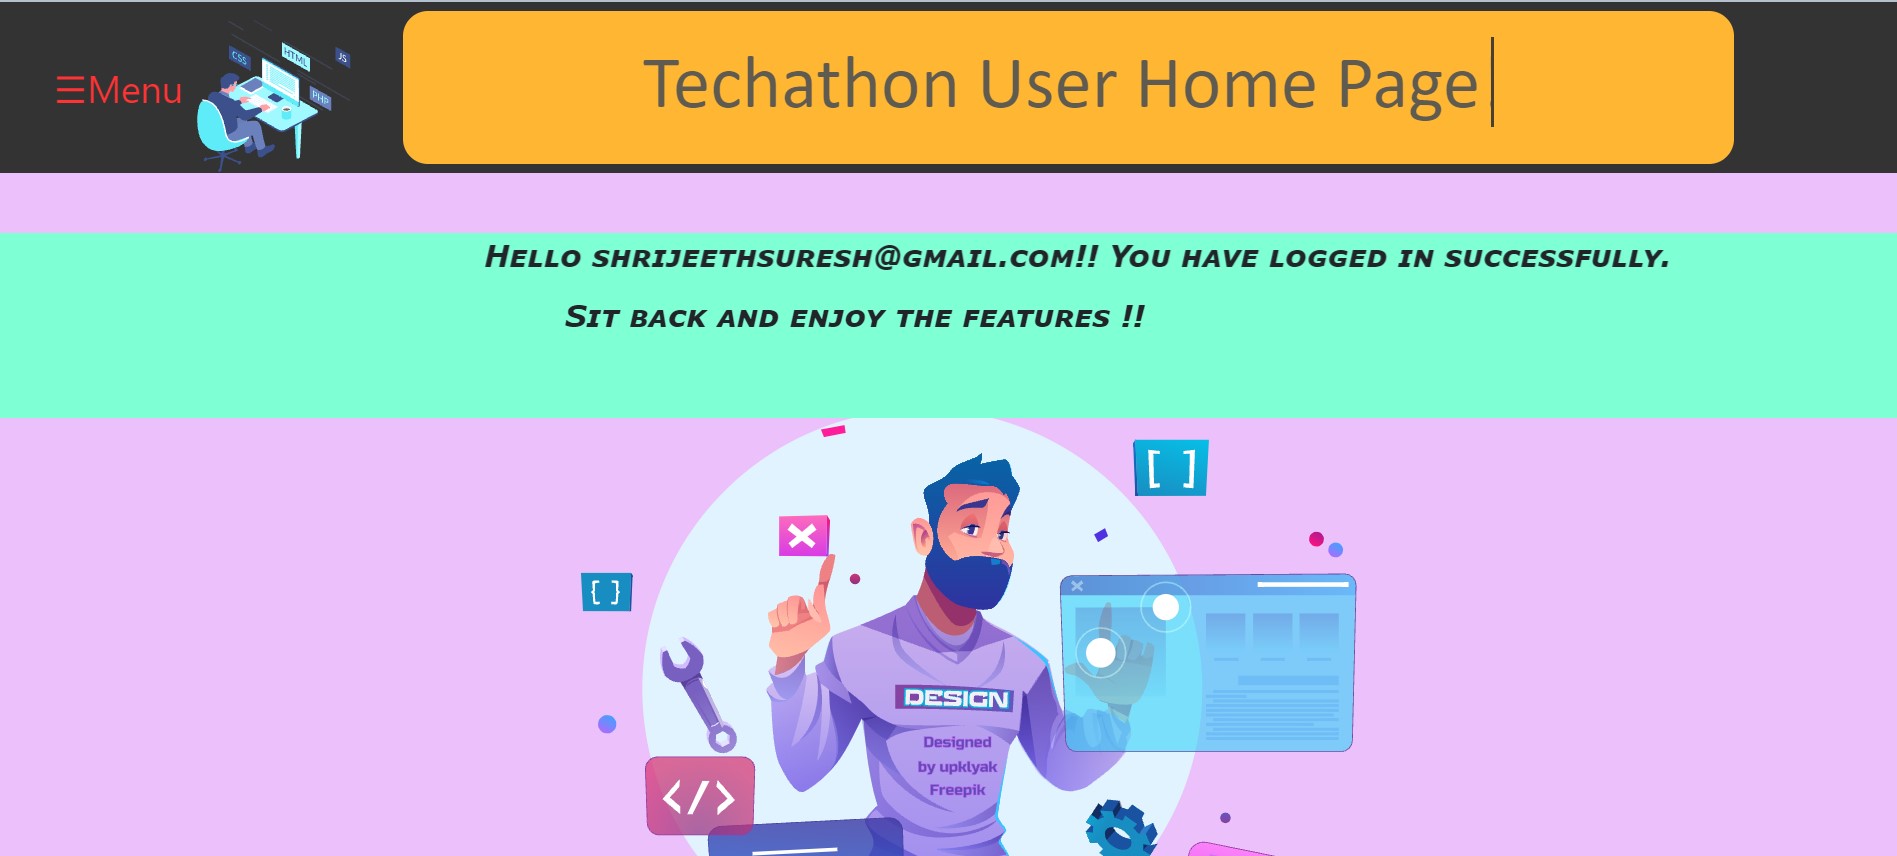 ☰Menu
CSS
HTML
JS
PHP
Techathon User Home Page
Hello shrijeethsuresh@gmail.com!! You have logged in successfully.
Sit back and enjoy the features !!
[ ]
{ }
DESIGN
Designed
by upklyak
Freepik
</>